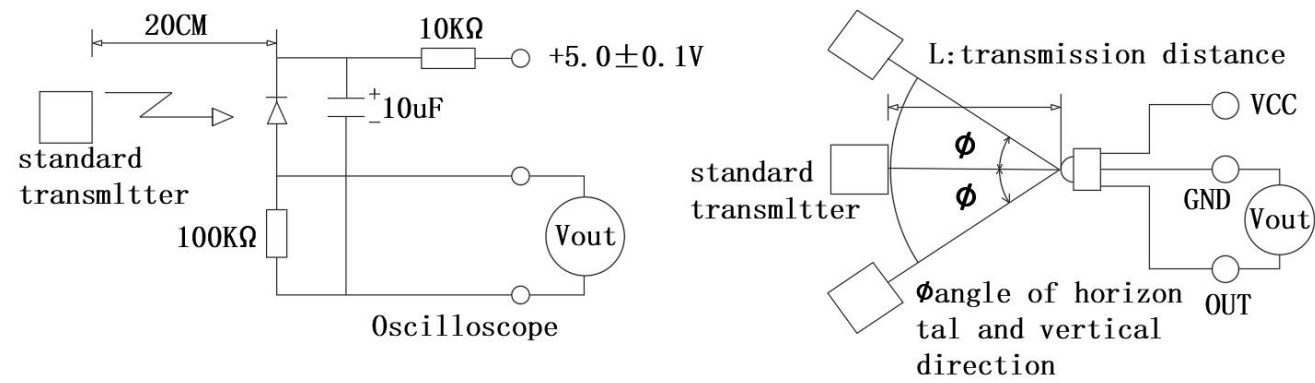 20CM
10KΩ
+5.0±0.1V
+
10uF
−
standard
transmltter
100KΩ
Vout
Oscilloscope
L:transmission distance
VCC
ϕ
standard
transmltter
ϕ
GND
Vout
OUT
ϕangle of horizon
tal and vertical
direction